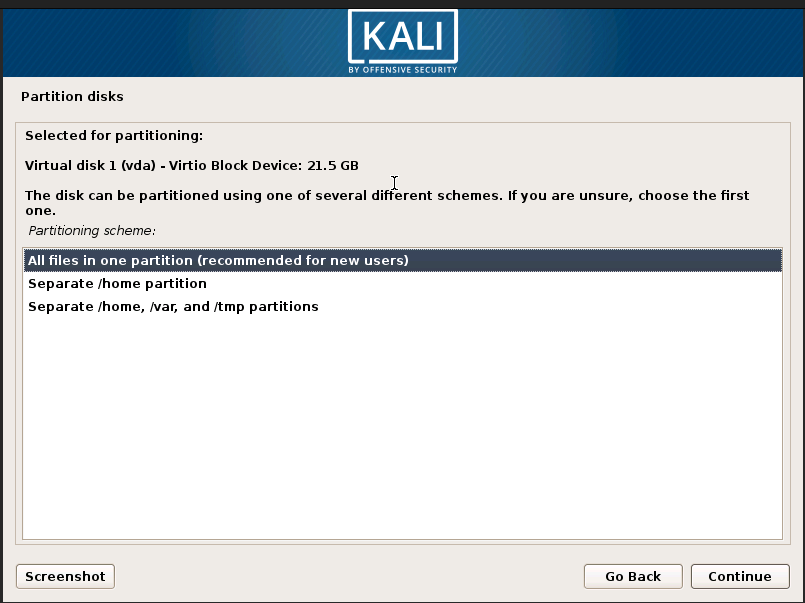 KALI
BY OFFENSIVE SECURITY
Partition disks
Selected for partitioning:
Virtual disk 1 (vda) - Virtio Block Device: 21.5 GB
The disk can be partitioned using one of several different schemes. If you are unsure, choose the first
one.
Partitioning scheme:
All files in one partition (recommended for new users)
Separate /home partition
Separate /home, /var, and /tmp partitions
Screenshot
Go Back
Continue